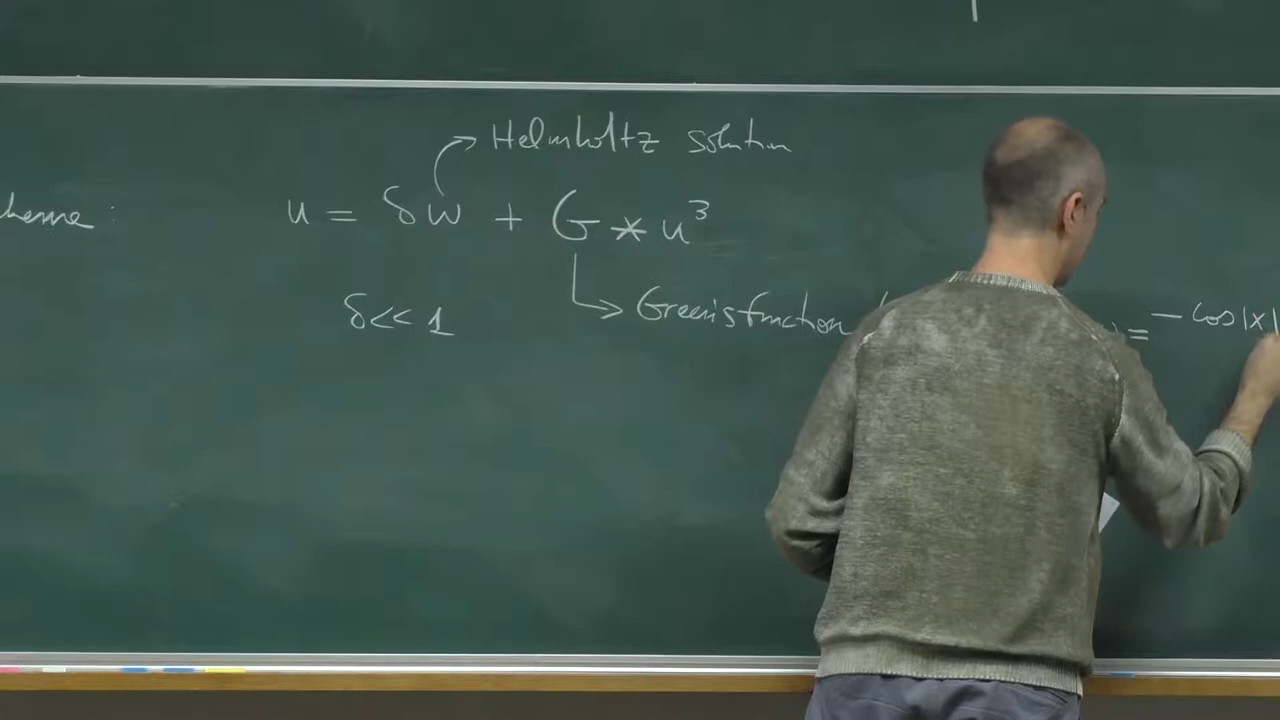 Helmholtz solution
heme : u = δw + G * u³
δ << 1 Green's function ) = - cos|x|